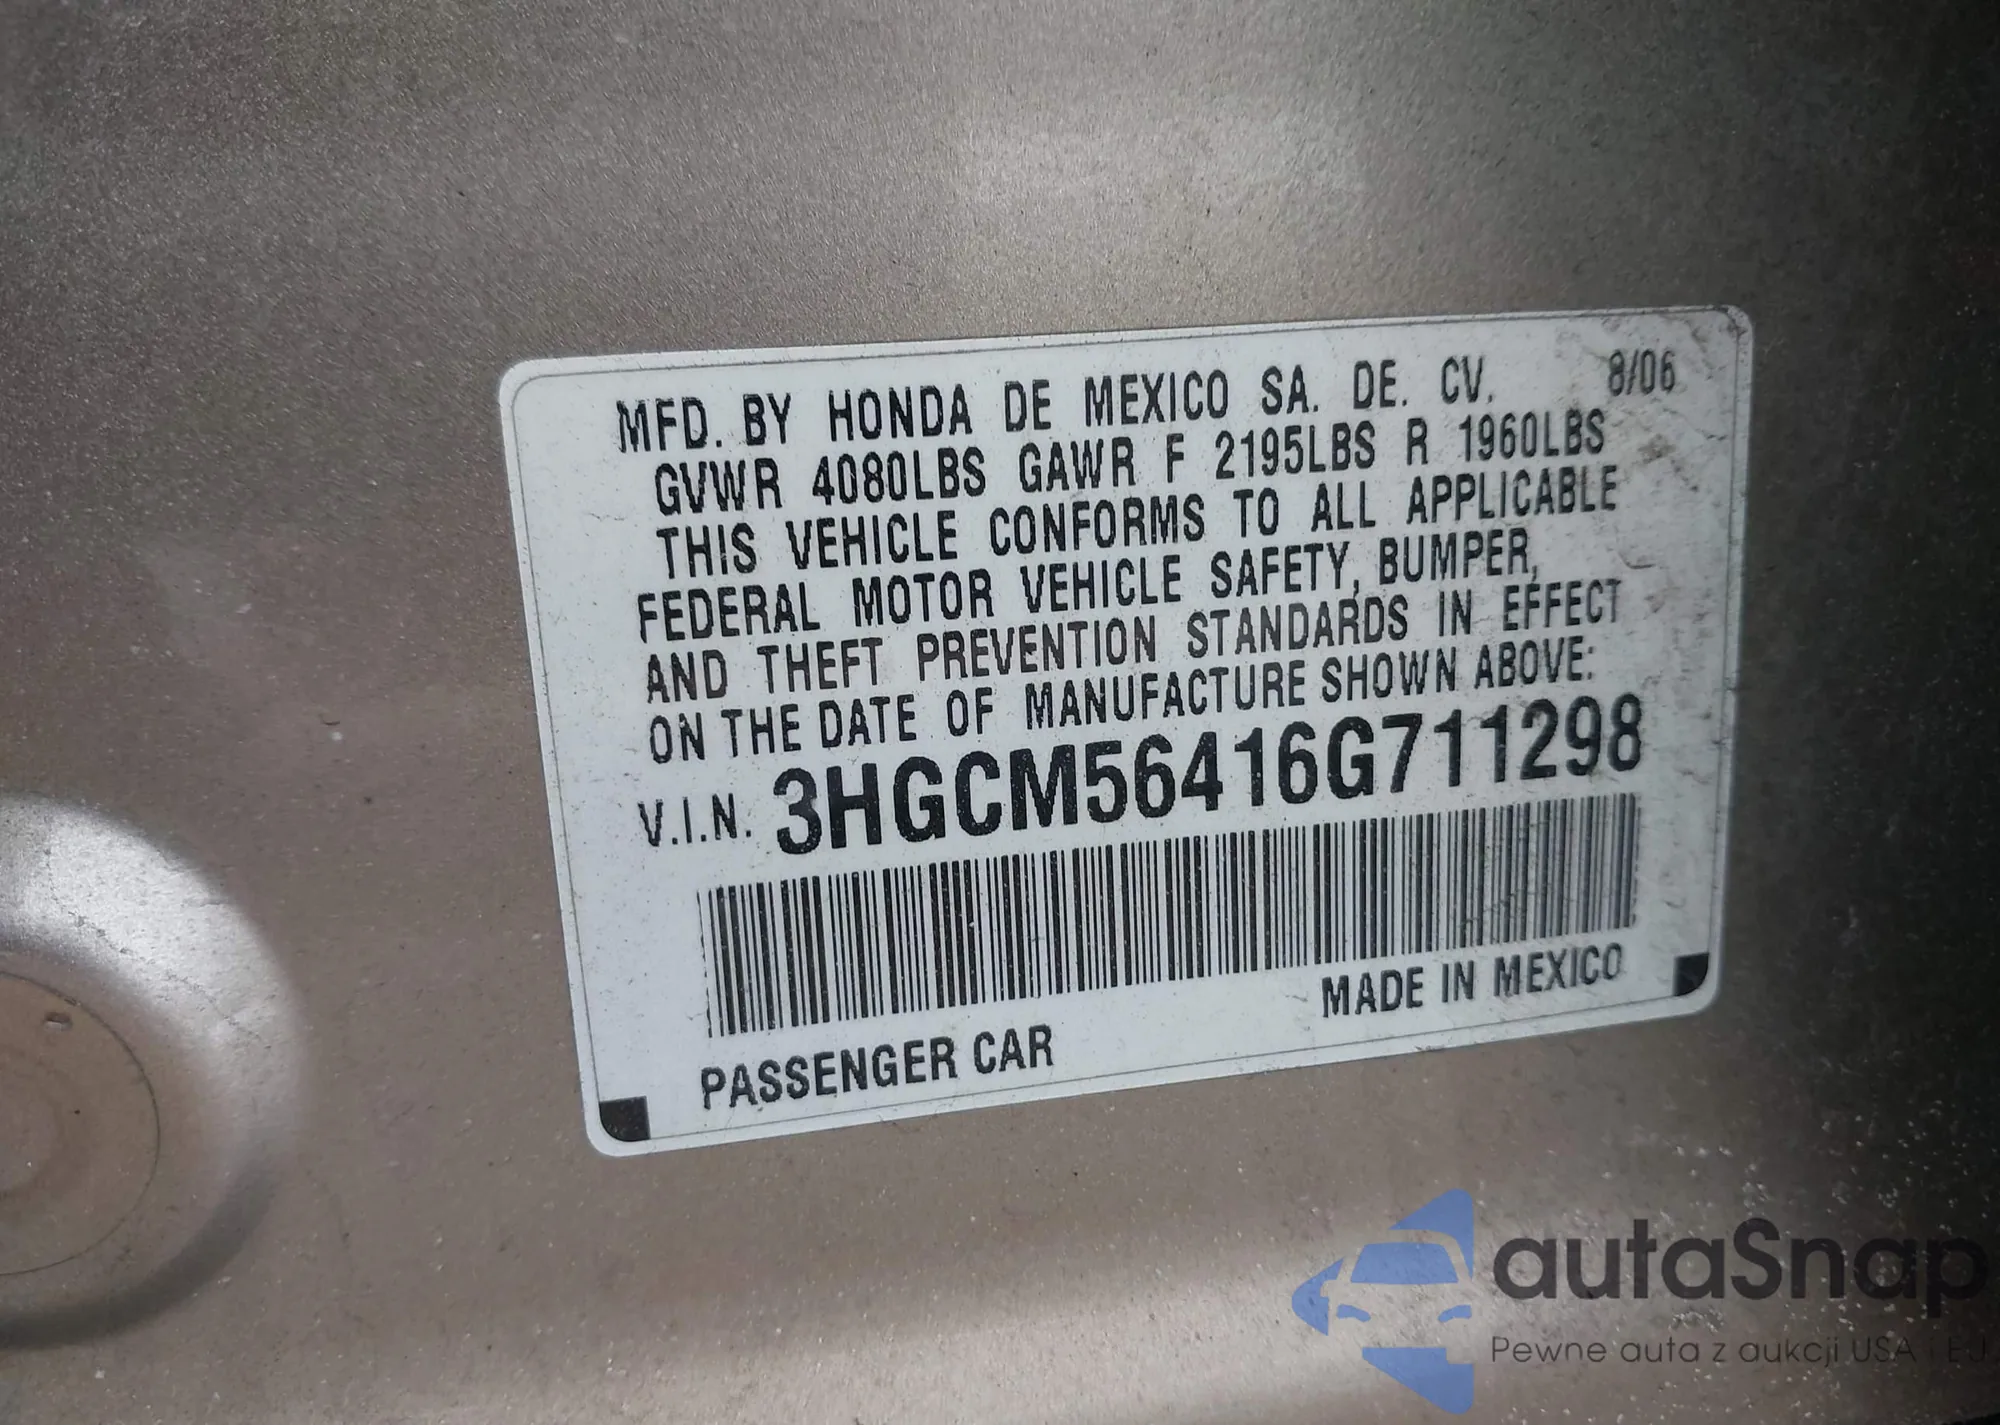 MFD. BY HONDA DE MEXICO SA. DE. CV. 8/06
GVWR 4080LBS GAWR F 2195LBS R 1960LBS
THIS VEHICLE CONFORMS TO ALL APPLICABLE
FEDERAL MOTOR VEHICLE SAFETY, BUMPER,
AND THEFT PREVENTION STANDARDS IN EFFECT
ON THE DATE OF MANUFACTURE SHOWN ABOVE:
V.I.N. 3HGCM56416G711298
MADE IN MEXICO
PASSENGER CAR
autaSnap
Pewne auta z aukcji USA i EU